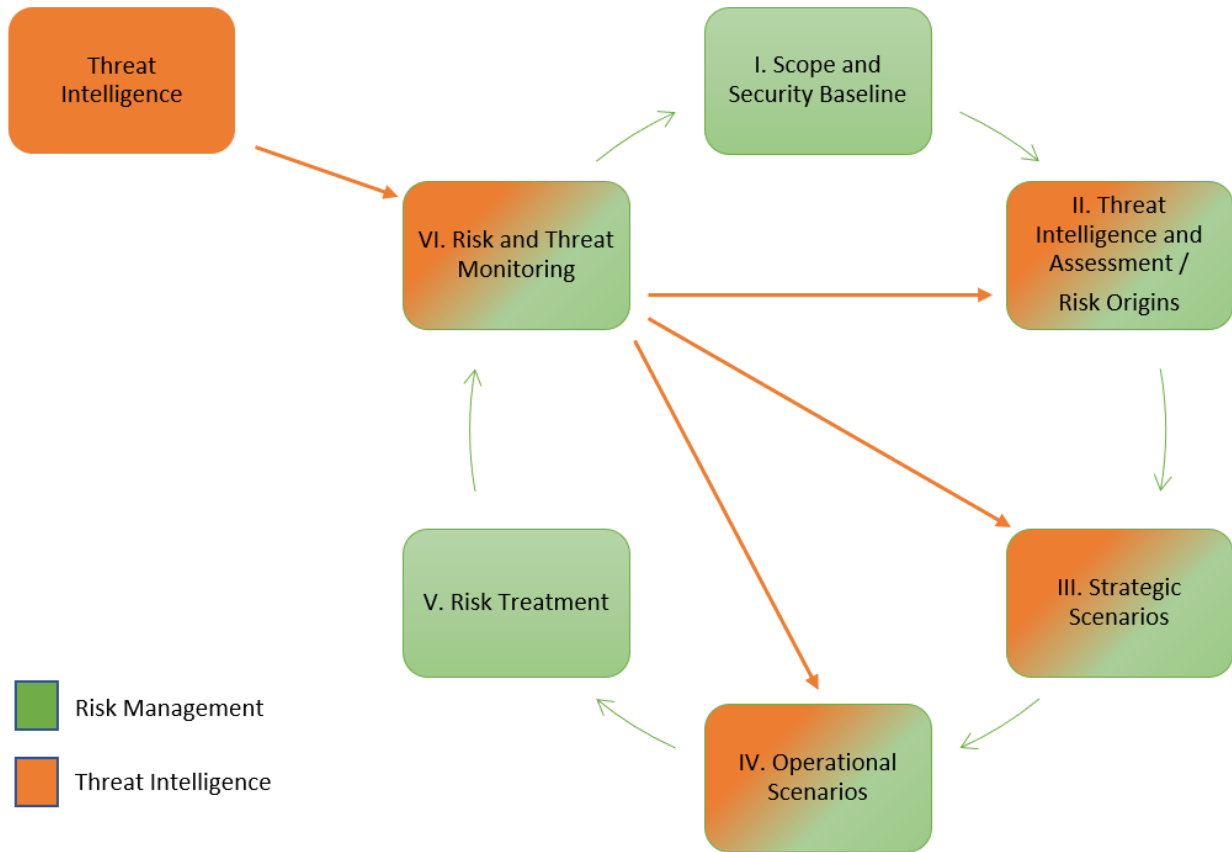 Threat
Intelligence
I. Scope and
Security Baseline
VI. Risk and Threat
Monitoring
II. Threat
Intelligence and
Assessment /
Risk Origins
V. Risk Treatment
III. Strategic
Scenarios
IV. Operational
Scenarios
Risk Management
Threat Intelligence